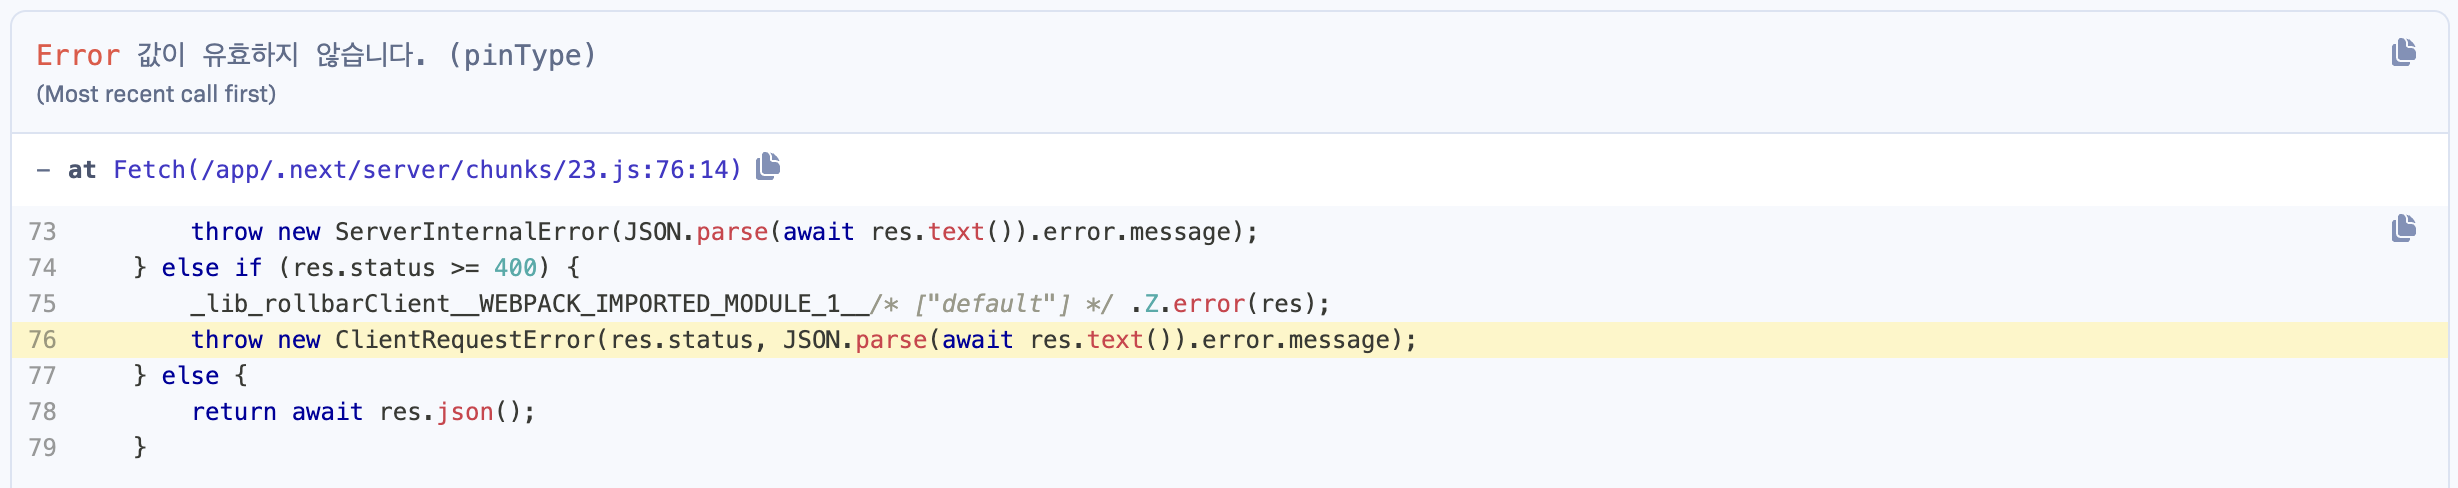 Error 값이 유효하지 않습니다. (pinType)
(Most recent call first)
– at Fetch(/app/.next/server/chunks/23.js:76:14)
73 throw new ServerInternalError(JSON.parse(await res.text()).error.message);
74 } else if (res.status >= 400) {
75 _lib_rollbarClient__WEBPACK_IMPORTED_MODULE_1__/* ["default"] */ .Z.error(res);
76 throw new ClientRequestError(res.status, JSON.parse(await res.text()).error.message);
77 } else {
78 return await res.json();
79 }